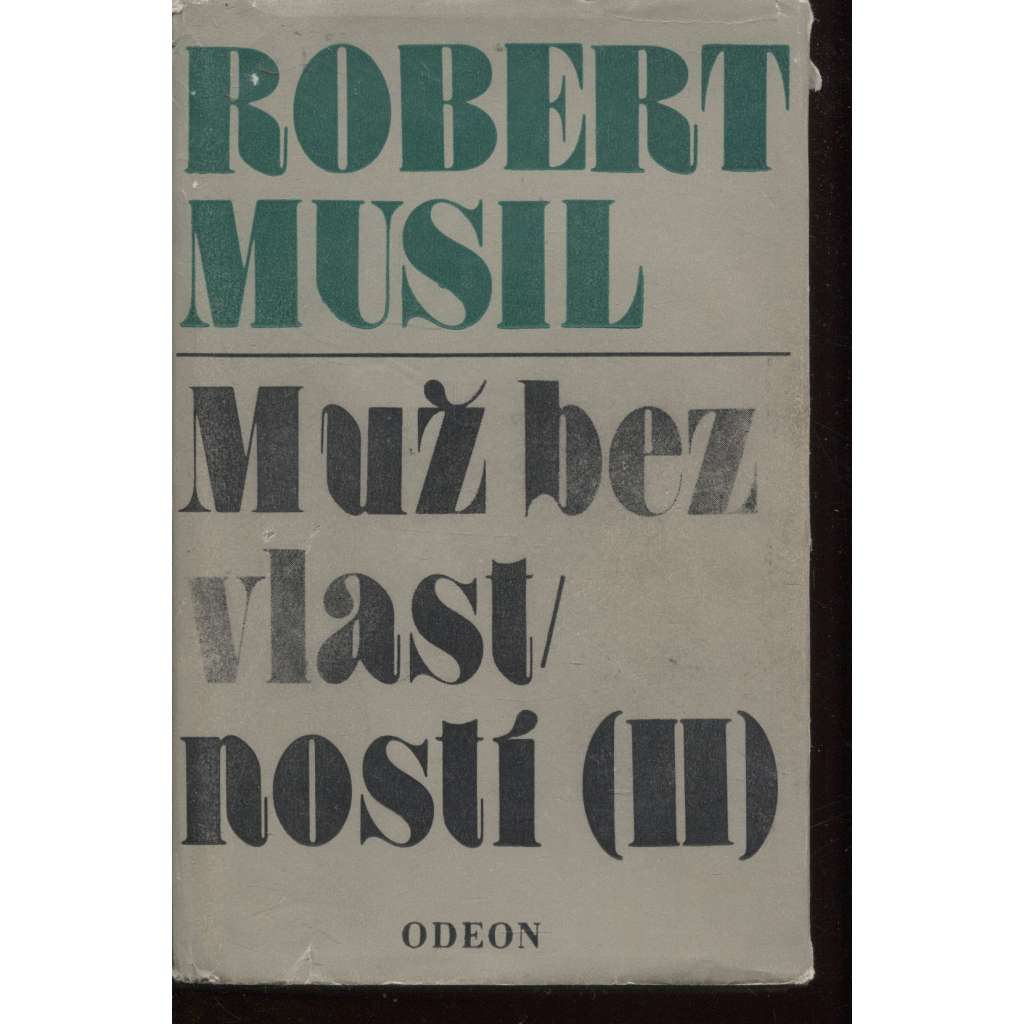 ROBERT
MUSIL
Muž bez
vlast/
ností (II)
ODEON